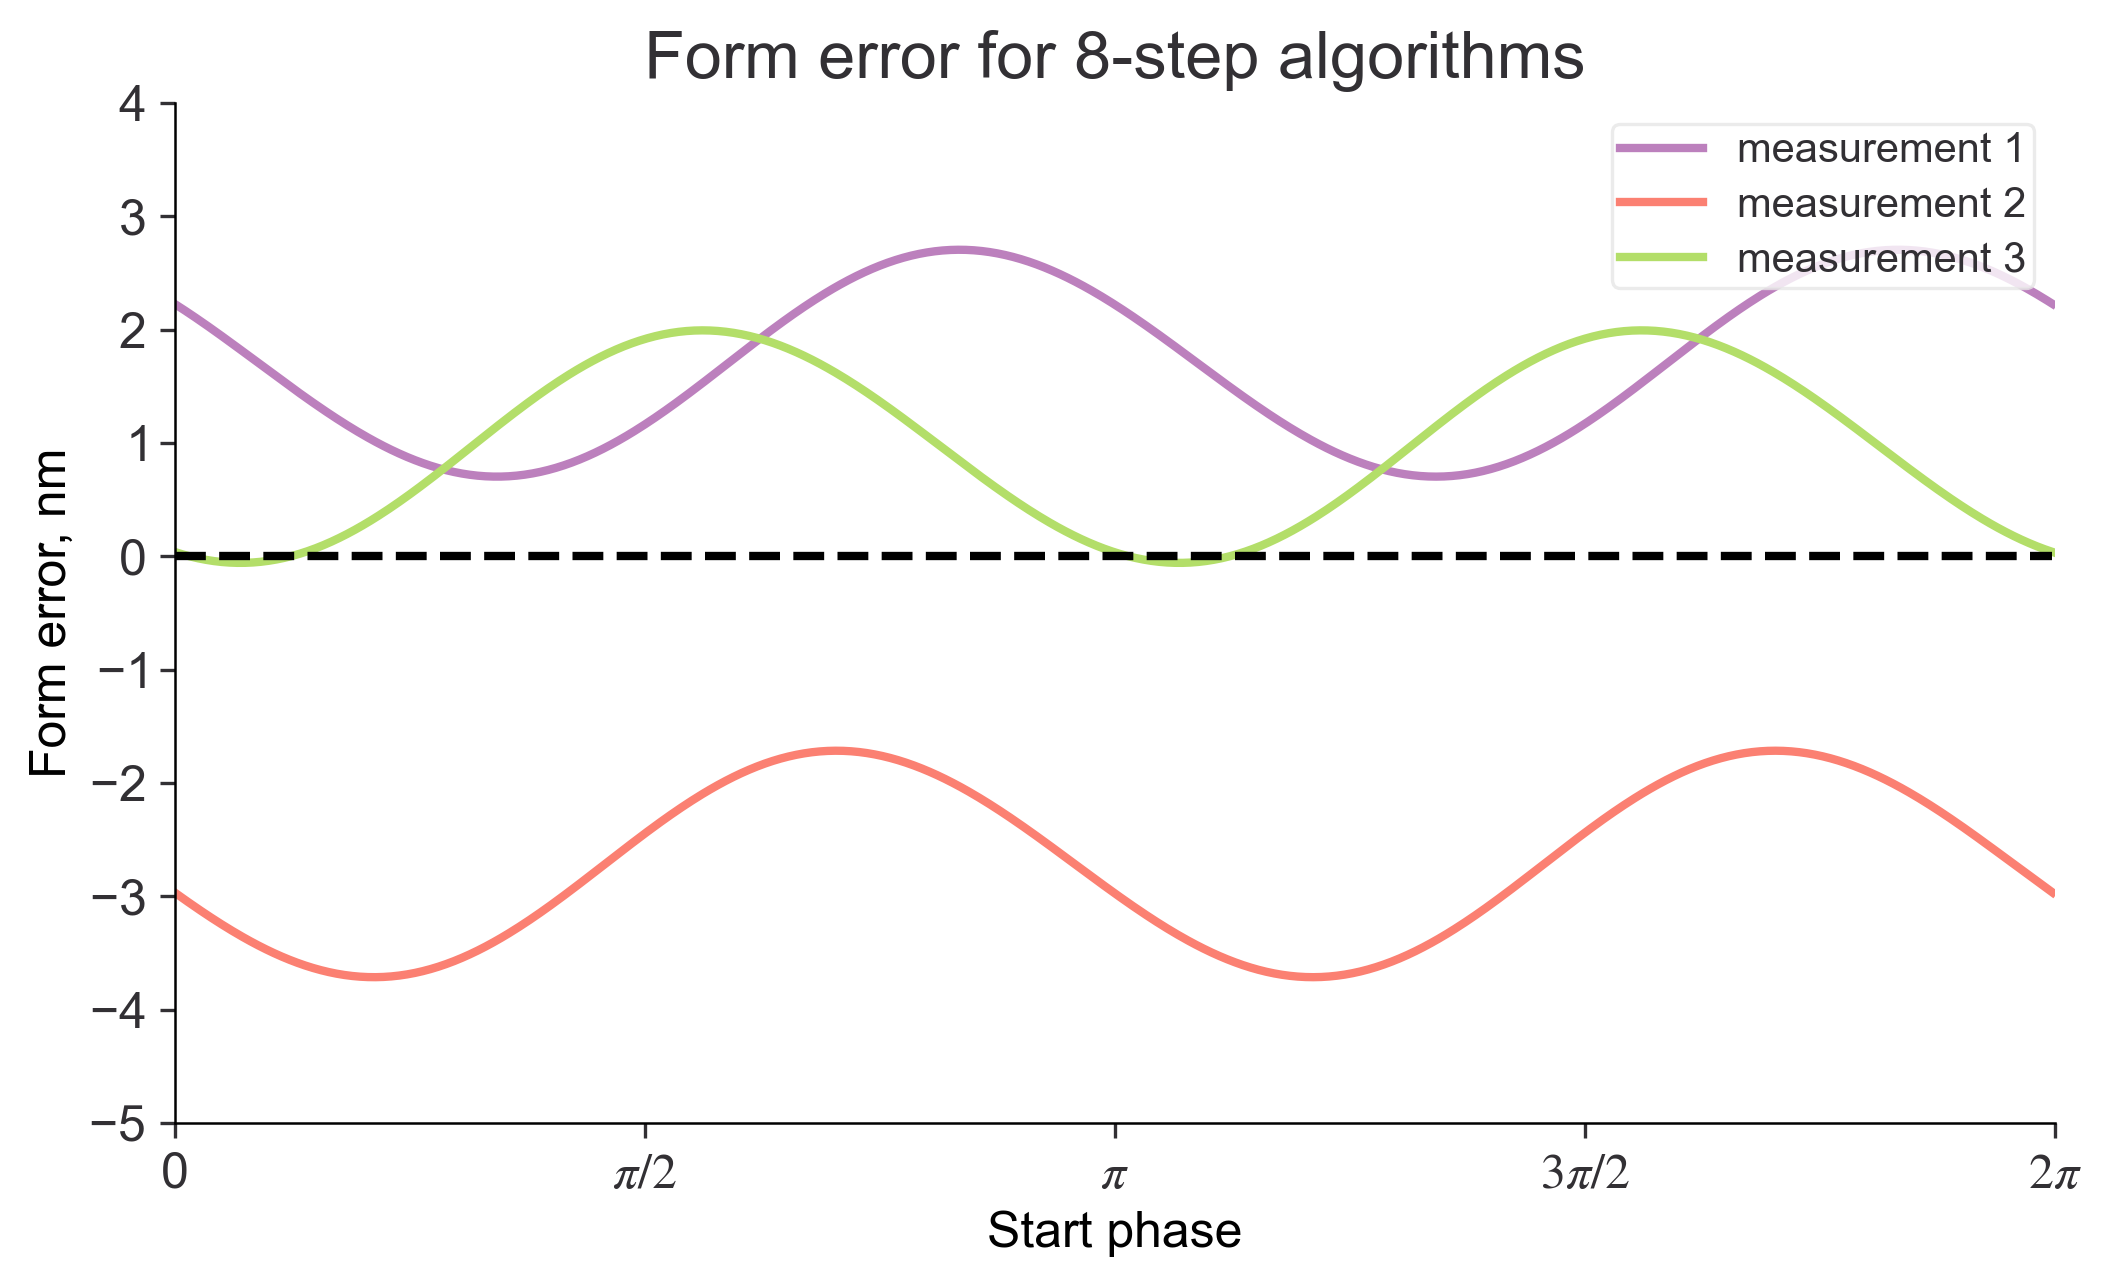 Form error for 8-step algorithms
4
3
2
1
0
−1
−2
−3
−4
−5
Form error, nm
measurement 1
measurement 2
measurement 3
0
π/2
π
3π/2
2π
Start phase